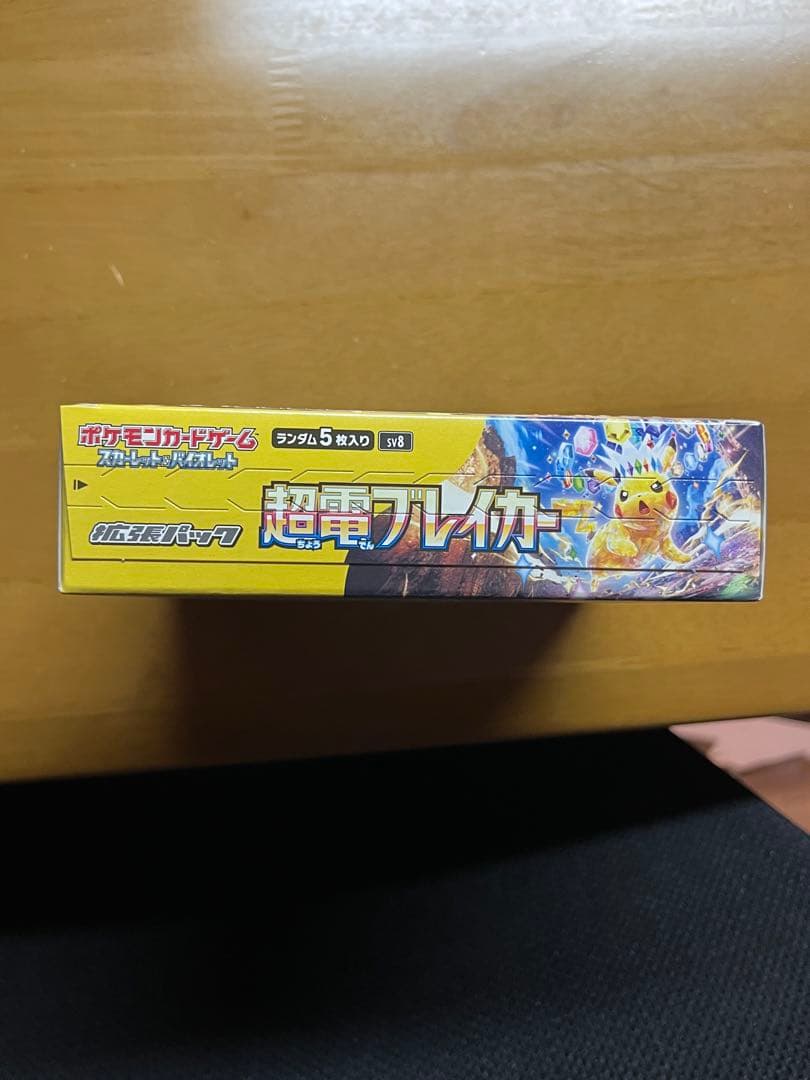 ポケモンカードゲーム
スカーレット&バイオレット
ランダム5枚入り SV8
拡張パック
超電ブレイカー
ちょう でん